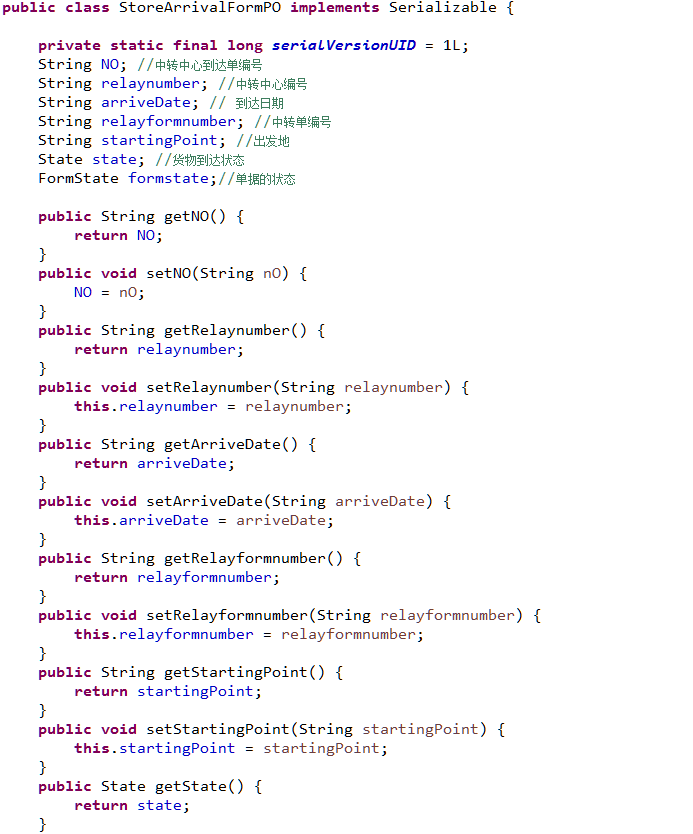 public class StoreArrivalFormPO implements Serializable {
private static final long serialVersionUID = 1L;
String NO; //中转中心到达单编号
String relaynumber; //中转中心编号
String arriveDate; // 到达日期
String relayformnumber; //中转单编号
String startingPoint; //出发地
State state; //货物到达状态
FormState formstate;//单据的状态
public String getNO() {
return NO;
}
public void setNO(String nO) {
NO = nO;
}
public String getRelaynumber() {
return relaynumber;
}
public void setRelaynumber(String relaynumber) {
this.relaynumber = relaynumber;
}
public String getArriveDate() {
return arriveDate;
}
public void setArriveDate(String arriveDate) {
this.arriveDate = arriveDate;
}
public String getRelayformnumber() {
return relayformnumber;
}
public void setRelayformnumber(String relayformnumber) {
this.relayformnumber = relayformnumber;
}
public String getStartingPoint() {
return startingPoint;
}
public void setStartingPoint(String startingPoint) {
this.startingPoint = startingPoint;
}
public State getState() {
return state;
}